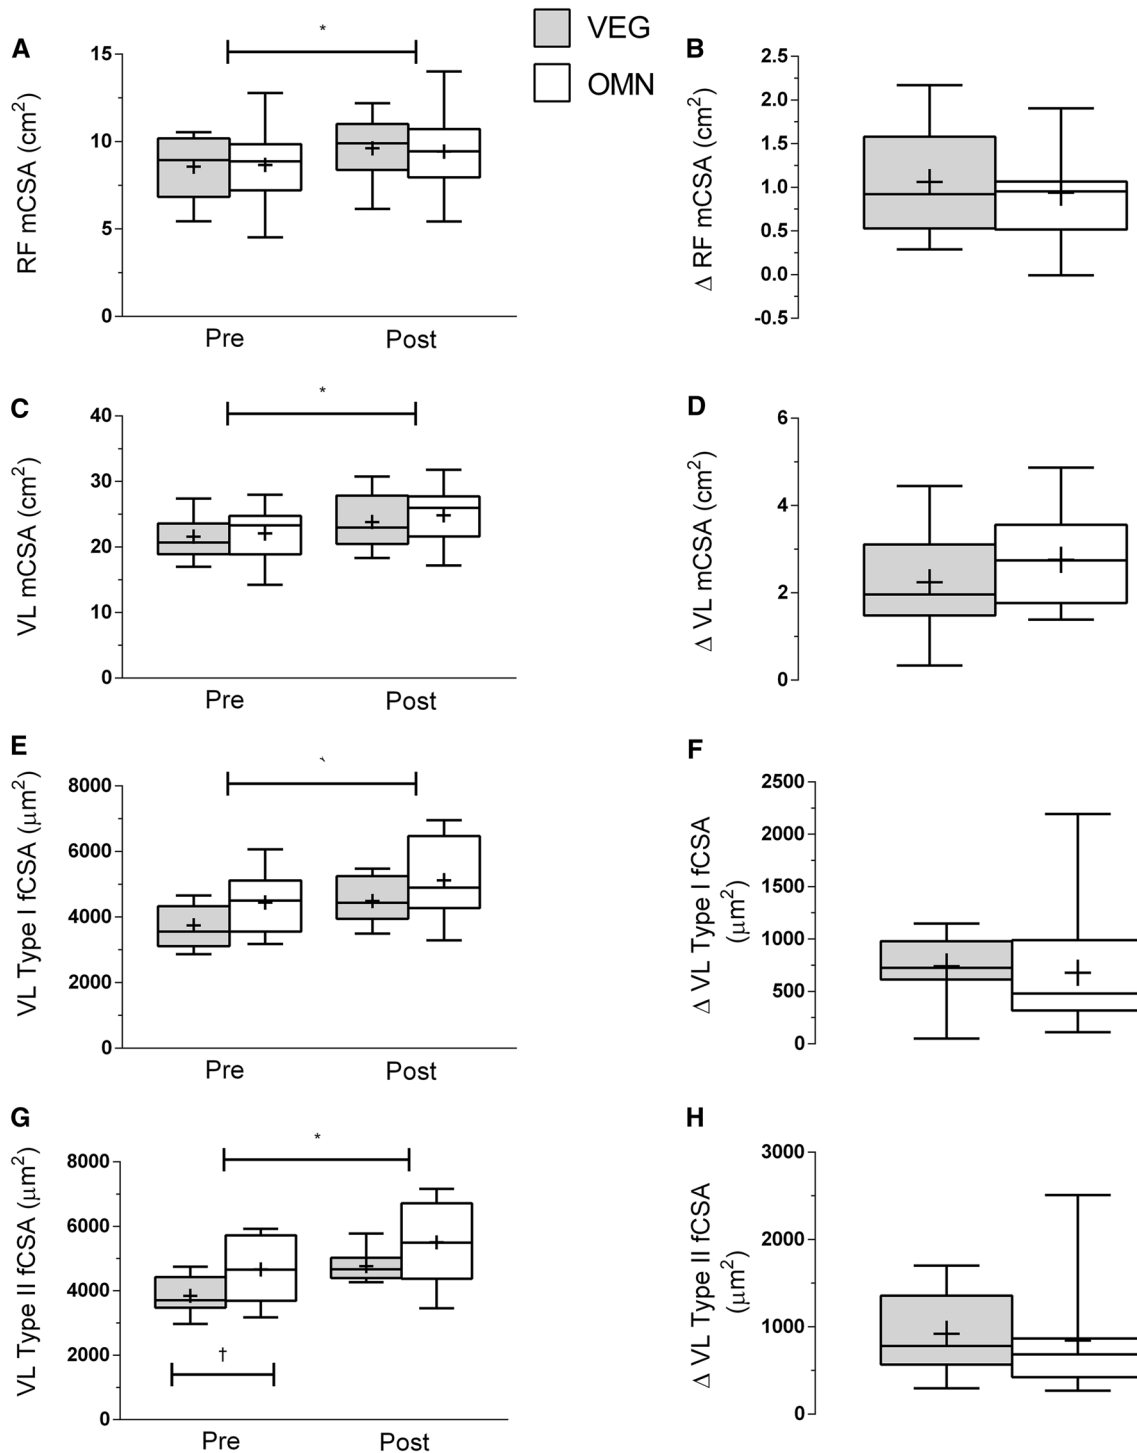 VEG
OMN
A
RF mCSA (cm²)
15
10
5
0
*
Pre Post
B
Δ RF mCSA (cm²)
2.5
2.0
1.5
1.0
0.5
0.0
-0.5
C
VL mCSA (cm²)
40
30
20
10
0
*
Pre Post
D
Δ VL mCSA (cm²)
6
4
2
0
E
VL Type I fCSA (μm²)
8000
6000
4000
2000
0
Pre Post
F
Δ VL Type I fCSA
(μm²)
2500
2000
1500
1000
500
0
G
VL Type II fCSA (μm²)
8000
6000
4000
2000
0
*
†
Pre Post
H
Δ VL Type II fCSA
(μm²)
3000
2000
1000
0